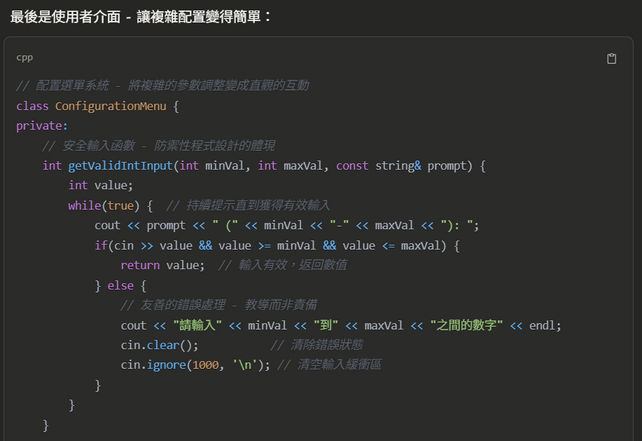 最後是使用者介面 - 讓複雜配置變得簡單：
cpp
// 配置選單系統 - 將複雜的參數調整變成直觀的互動
class ConfigurationMenu {
private:
    // 安全輸入函數 - 防禦性程式設計的體現
    int getValidIntInput(int minVal, int maxVal, const string& prompt) {
        int value;
        while(true) {  // 持續提示直到獲得有效輸入
            cout << prompt << " (" << minVal << "-" << maxVal << "): ";
            if(cin >> value && value >= minVal && value <= maxVal) {
                return value;  // 輸入有效，返回數值
            } else {
                // 友善的錯誤處理 - 教導而非責備
                cout << "請輸入" << minVal << "到" << maxVal << "之間的數字" << endl;
                cin.clear();           // 清除錯誤狀態
                cin.ignore(1000, '\n'); // 清空輸入緩衝區
            }
        }
    }